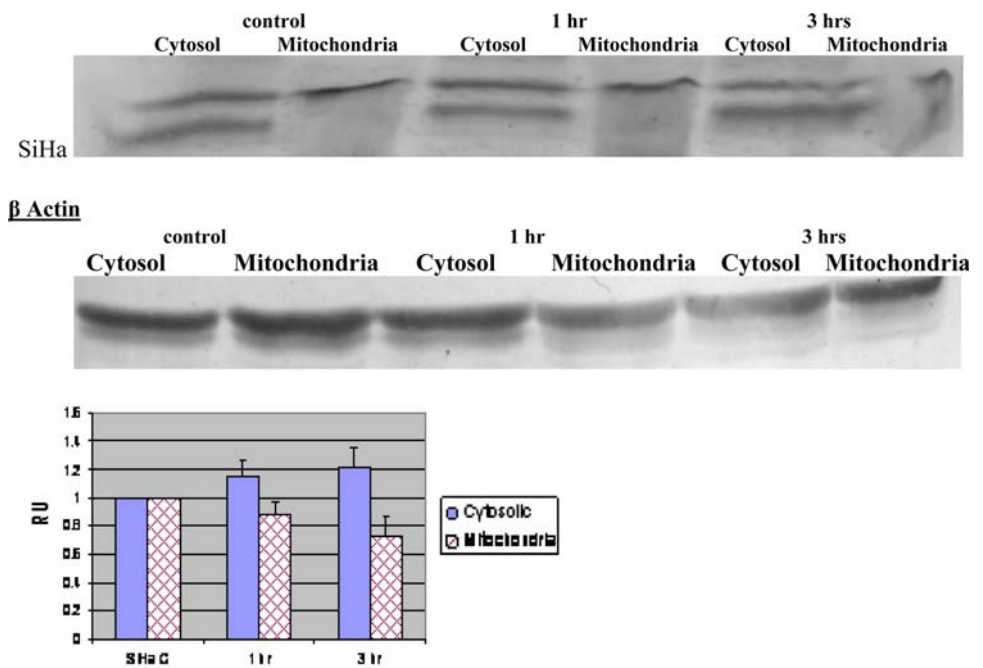 control 1 hr 3 hrs
Cytosol Mitochondria Cytosol Mitochondria Cytosol Mitochondria
SiHa
β Actin
control 1 hr 3 hrs
Cytosol Mitochondria Cytosol Mitochondria Cytosol Mitochondria
1.6
1.4
1.2
1
0.8
0.6
0.4
0.2
0
RU
SiHa C 1 hr 3 hr
Cytosolic
Mitochondria